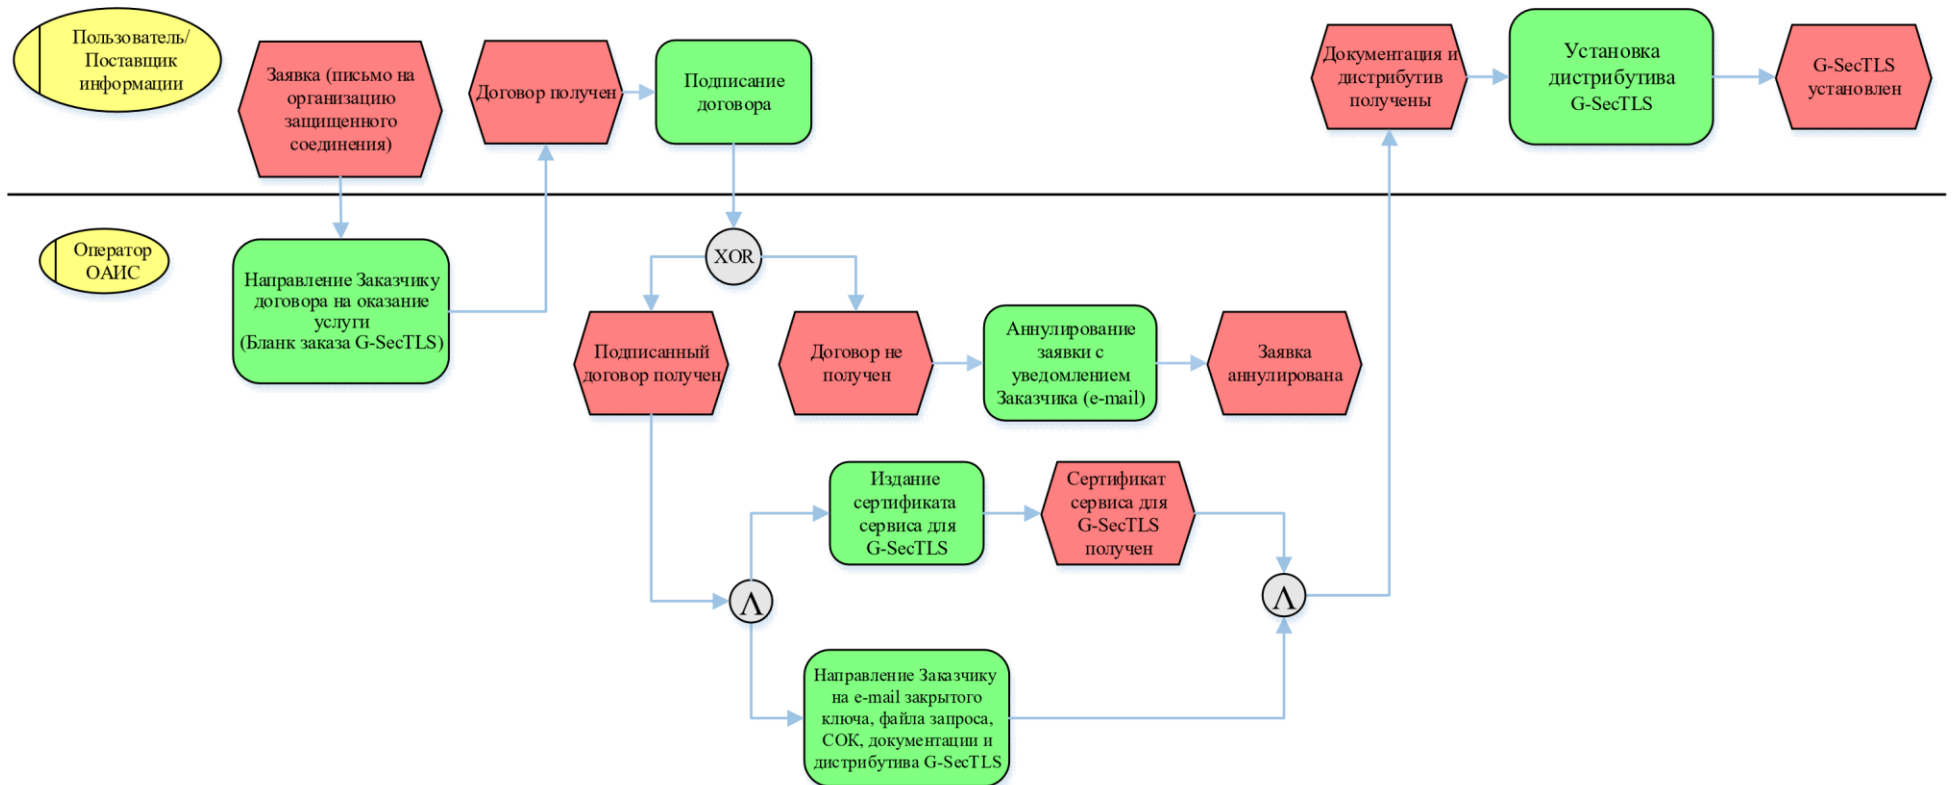 Пользователь/
Поставщик
информации
Заявка (письмо на
организацию
защищенного
соединения)
Договор получен
Подписание
договора
Документация и
дистрибутив
получены
Установка
дистрибутива
G-SecTLS
G-SecTLS
установлен
Оператор
ОАИС
Направление Заказчику
договора на оказание
услуги
(Бланк заказа G-SecTLS)
XOR
Подписанный
договор получен
Договор не
получен
Аннулирование
заявки с
уведомлением
Заказчика (e-mail)
Заявка
аннулирована
Издание
сертификата
сервиса для
G-SecTLS
Сертификат
сервиса для
G-SecTLS
получен
Λ
Λ
Направление Заказчику
на e-mail закрытого
ключа, файла запроса,
СОК, документации и
дистрибутива G-SecTLS